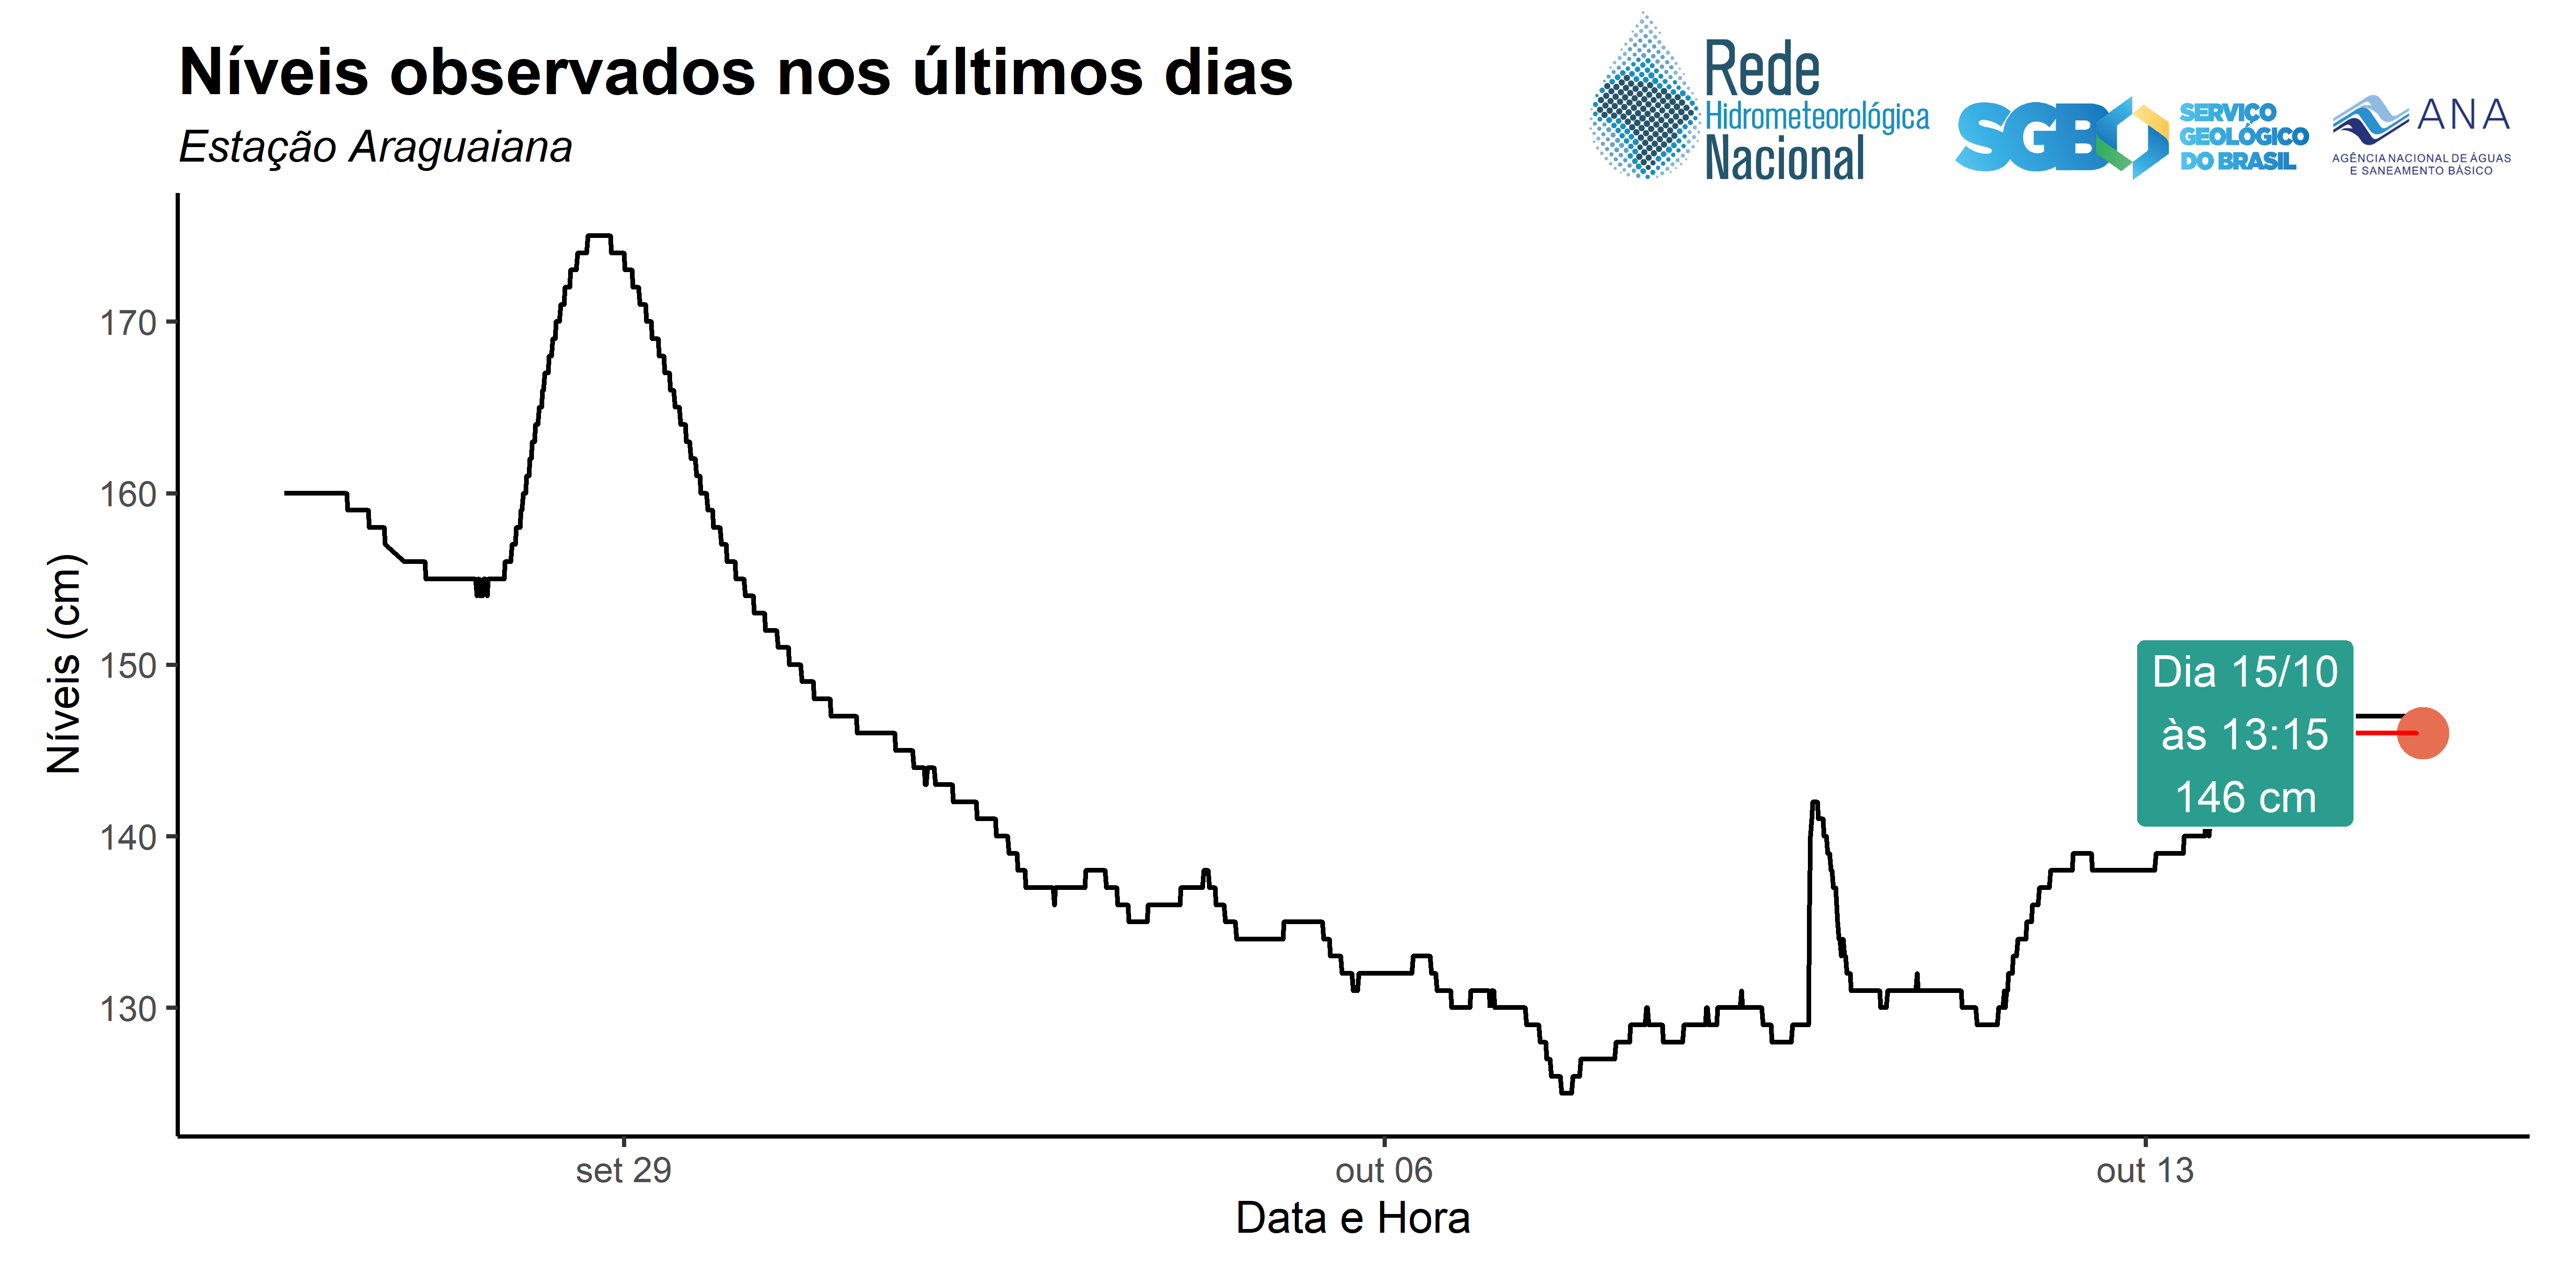 Níveis observados nos últimos dias
Estação Araguaiana
Rede
Hidrometeorológica
Nacional
SGB
SERVIÇO
GEOLÓGICO
DO BRASIL
ANA
AGÊNCIA NACIONAL DE ÁGUAS
E SANEAMENTO BÁSICO
Níveis (cm)
170
160
150
140
130
Dia 15/10
às 13:15
146 cm
set 29
out 06
out 13
Data e Hora